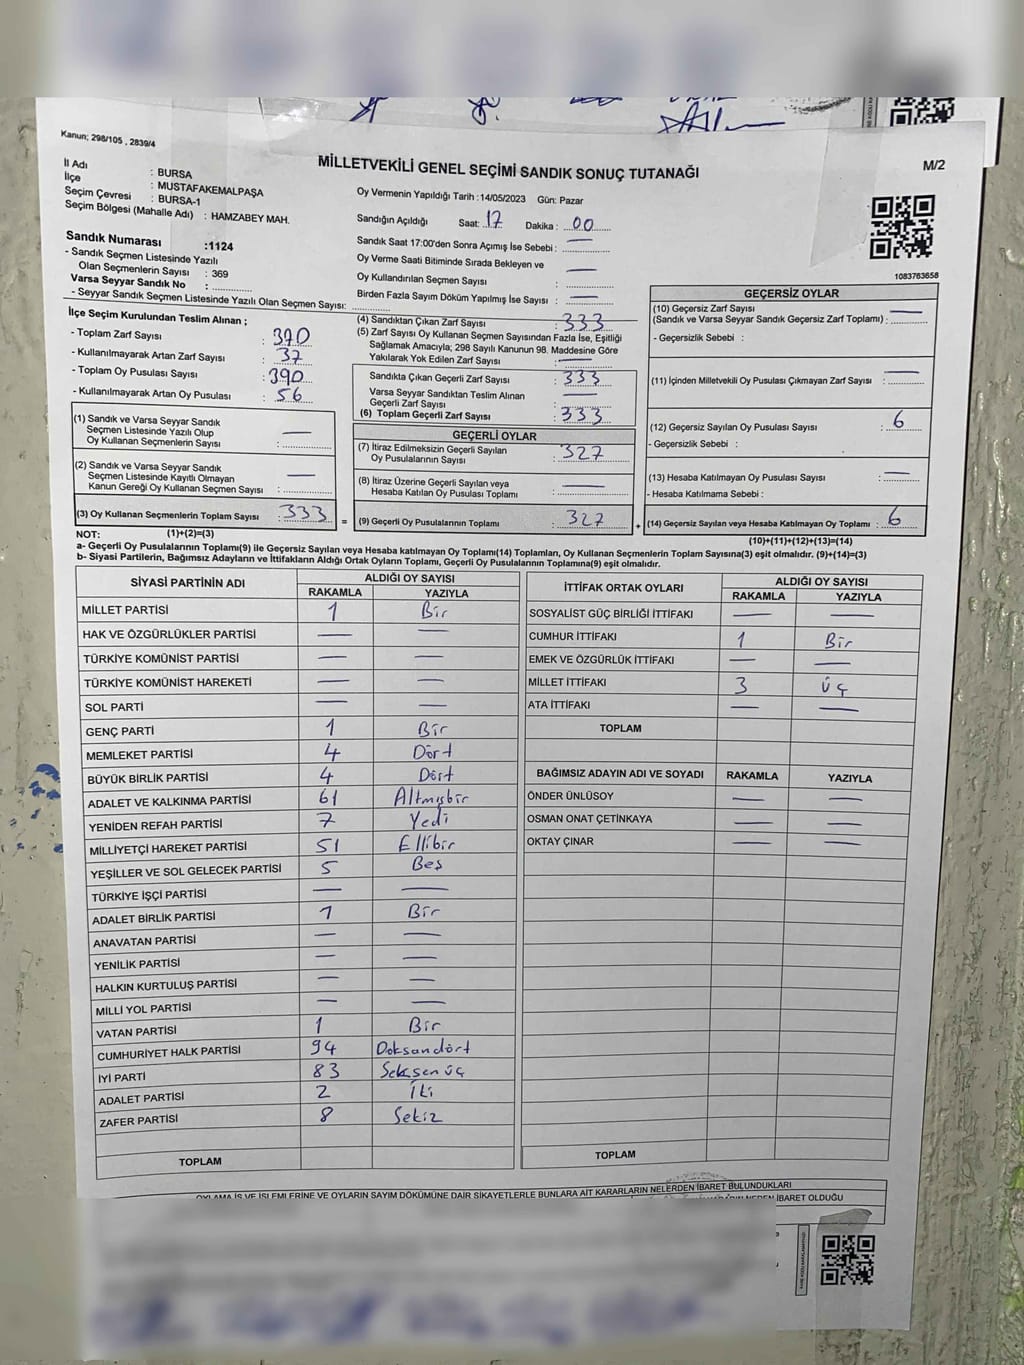 Kanun; 298/105 , 2839/4
MİLLETVEKİLİ GENEL SEÇİMİ SANDIK SONUÇ TUTANAĞI
M/2
İl Adı : BURSA
İlçe : MUSTAFAKEMALPAŞA
Seçim Çevresi : BURSA-1
Seçim Bölgesi (Mahalle Adı) : HAMZABEY MAH.
Sandık Numarası :1124
- Sandık Seçmen Listesinde Yazılı
Olan Seçmenlerin Sayısı : 369
Varsa Seyyar Sandık No :
- Seyyar Sandık Seçmen Listesinde Yazılı Olan Seçmen Sayısı:
Oy Vermenin Yapıldığı Tarih :14/05/2023 Gün: Pazar
Sandığın Açıldığı Saat: 17 Dakika : 00
Sandık Saat 17:00'den Sonra Açımış İse Sebebi : —
Oy Verme Saati Bitiminde Sırada Bekleyen ve
Oy Kullandırılan Seçmen Sayısı : —
Birden Fazla Sayım Döküm Yapılmış İse Sayısı : —
1083763658
İlçe Seçim Kurulundan Teslim Alınan ;
- Toplam Zarf Sayısı : 370
- Kullanılmayarak Artan Zarf Sayısı : 37
- Toplam Oy Pusulası Sayısı : 390
- Kullanılmayarak Artan Oy Pusulası : 56
(1) Sandık ve Varsa Seyyar Sandık
Seçmen Listesinde Yazılı Olup
Oy Kullanan Seçmenlerin Sayısı : —
(2) Sandık ve Varsa Seyyar Sandık
Seçmen Listesinde Kayıtlı Olmayan
Kanun Gereği Oy Kullanan Seçmen Sayısı : —
(3) Oy Kullanan Seçmenlerin Toplam Sayısı : 333
(1)+(2)=(3)
(4) Sandıktan Çıkan Zarf Sayısı : 333
(5) Zarf Sayısı Oy Kullanan Seçmen Sayısından Fazla İse, Eşitliği
Sağlamak Amacıyla; 298 Sayılı Kanunun 98. Maddesine Göre
Yakılarak Yok Edilen Zarf Sayısı : —
Sandıkta Çıkan Geçerli Zarf Sayısı : 333
Varsa Seyyar Sandıktan Teslim Alınan
Geçerli Zarf Sayısı : —
(6) Toplam Geçerli Zarf Sayısı : 333
GEÇERLİ OYLAR
(7) İtiraz Edilmeksizin Geçerli Sayılan
Oy Pusulalarının Sayısı : 327
(8) İtiraz Üzerine Geçerli Sayılan veya
Hesaba Katılan Oy Pusulası Toplamı : —
= (9) Geçerli Oy Pusulalarının Toplamı : 327 +
GEÇERSİZ OYLAR
(10) Geçersiz Zarf Sayısı
(Sandık ve Varsa Seyyar Sandık Geçersiz Zarf Toplamı) : —
- Geçersizlik Sebebi :
(11) İçinden Milletvekili Oy Pusulası Çıkmayan Zarf Sayısı : —
(12) Geçersiz Sayılan Oy Pusulası Sayısı : 6
- Geçersizlik Sebebi :
(13) Hesaba Katılmayan Oy Pusulası Sayısı : —
- Hesaba Katılmama Sebebi :
(14) Geçersiz Sayılan veya Hesaba Katılmayan Oy Toplamı : 6
(10)+(11)+(12)+(13)=(14)
NOT:
a- Geçerli Oy Pusulalarının Toplamı(9) ile Geçersiz Sayılan veya Hesaba katılmayan Oy Toplamı(14) Toplamları, Oy Kullanan Seçmenlerin Toplam Sayısına(3) eşit olmalıdır. (9)+(14)=(3)
b- Siyasi Partilerin, Bağımsız Adayların ve İttifakların Aldığı Ortak Oyların Toplamı, Geçerli Oy Pusulalarının Toplamına(9) eşit olmalıdır.
SİYASİ PARTİNİN ADI ALDIĞI OY SAYISI
RAKAMLA YAZIYLA
MİLLET PARTİSİ 1 Bir
HAK VE ÖZGÜRLÜKLER PARTİSİ — —
TÜRKİYE KOMÜNİST PARTİSİ — —
TÜRKİYE KOMÜNİST HAREKETİ — —
SOL PARTİ — —
GENÇ PARTİ 1 Bir
MEMLEKET PARTİSİ 4 Dört
BÜYÜK BİRLİK PARTİSİ 4 Dört
ADALET VE KALKINMA PARTİSİ 61 Altmışbir
YENİDEN REFAH PARTİSİ 7 Yedi
MİLLİYETÇİ HAREKET PARTİSİ 51 Ellibir
YEŞİLLER VE SOL GELECEK PARTİSİ 5 Beş
TÜRKİYE İŞÇİ PARTİSİ — —
ADALET BİRLİK PARTİSİ 1 Bir
ANAVATAN PARTİSİ — —
YENİLİK PARTİSİ — —
HALKIN KURTULUŞ PARTİSİ — —
MİLLİ YOL PARTİSİ — —
VATAN PARTİSİ 1 Bir
CUMHURİYET HALK PARTİSİ 94 Doksandört
İYİ PARTİ 83 Seksen üç
ADALET PARTİSİ 2 İki
ZAFER PARTİSİ 8 Sekiz
TOPLAM
İTTİFAK ORTAK OYLARI ALDIĞI OY SAYISI
RAKAMLA YAZIYLA
SOSYALİST GÜÇ BİRLİĞİ İTTİFAKI — —
CUMHUR İTTİFAKI 1 Bir
EMEK VE ÖZGÜRLÜK İTTİFAKI — —
MİLLET İTTİFAKI 3 üç
ATA İTTİFAKI — —
TOPLAM
BAĞIMSIZ ADAYIN ADI VE SOYADI RAKAMLA YAZIYLA
ÖNDER ÜNLÜSOY — —
OSMAN ONAT ÇETİNKAYA — —
OKTAY ÇINAR — —
TOPLAM
OYLAMA İŞ VE İŞLEMLERİNE VE OYLARIN SAYIM DÖKÜMÜNE DAİR ŞİKAYETLERLE BUNLARA AİT KARARLARIN NELERDEN İBARET BULUNDUKLARI
İBARET OLDUĞU